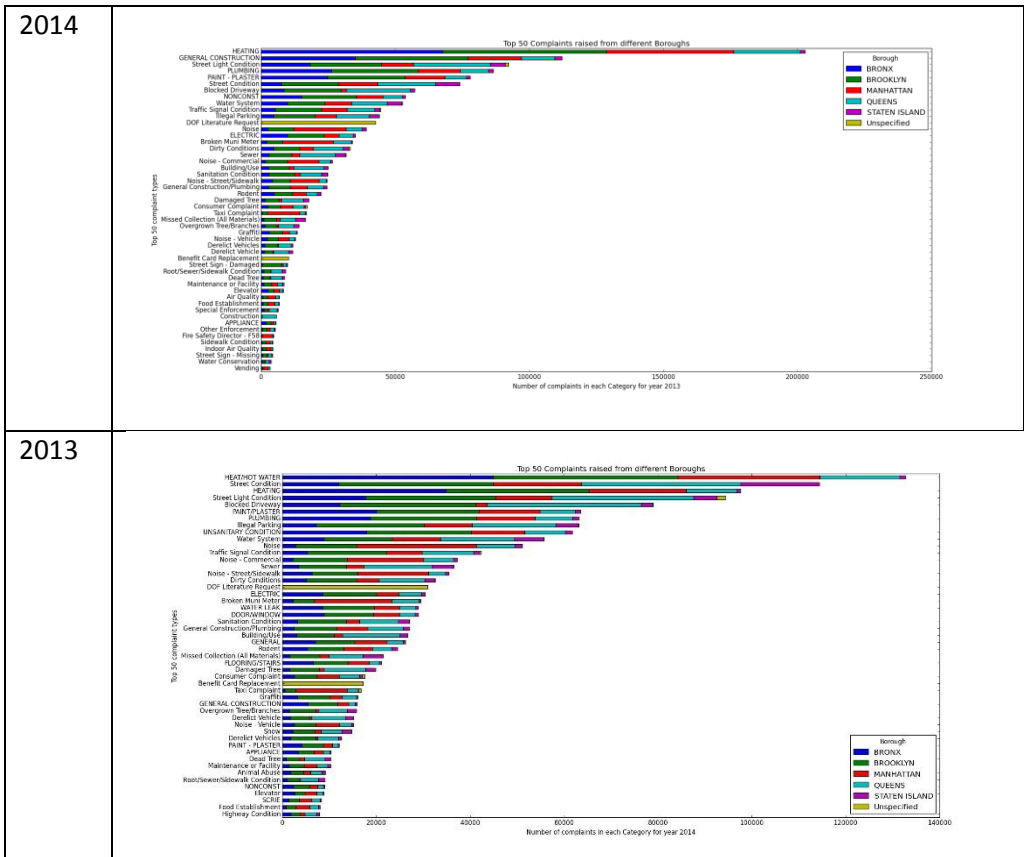 2014
Top 50 Complaints raised from different Boroughs
HEATING
GENERAL CONSTRUCTION
Street Light Condition
PLUMBING
PAINT - PLASTER
Street Condition
Blocked Driveway
NONCONST
Water System
Traffic Signal Condition
Illegal Parking
DOF Literature Request
Noise
ELECTRIC
Broken Muni Meter
Dirty Conditions
Sewer
Noise - Commercial
Building/Use
Sanitation Condition
Noise - Street/Sidewalk
General Construction/Plumbing
Rodent
Damaged Tree
Consumer Complaint
Taxi Complaint
Missed Collection (All Materials)
Overgrown Tree/Branches
Graffiti
Noise - Vehicle
Derelict Vehicles
Derelict Vehicle
Benefit Card Replacement
Street Sign - Damaged
Root/Sewer/Sidewalk Condition
Dead Tree
Maintenance or Facility
Elevator
Air Quality
Food Establishment
Special Enforcement
Construction
APPLIANCE
Other Enforcement
Fire Safety Director - F58
Sidewalk Condition
Indoor Air Quality
Street Sign - Missing
Water Conservation
Vending
Top 50 complaint types
0 50000 100000 150000 200000 250000
Number of complaints in each Category for year 2013
Borough
BRONX
BROOKLYN
MANHATTAN
QUEENS
STATEN ISLAND
Unspecified
2013
Top 50 Complaints raised from different Boroughs
HEAT/HOT WATER
Street Condition
HEATING
Street Light Condition
Blocked Driveway
PAINT/PLASTER
PLUMBING
Illegal Parking
UNSANITARY CONDITION
Water System
Noise
Traffic Signal Condition
Noise - Commercial
Sewer
Noise - Street/Sidewalk
Dirty Conditions
DOF Literature Request
ELECTRIC
Broken Muni Meter
WATER LEAK
DOOR/WINDOW
Sanitation Condition
General Construction/Plumbing
Building/Use
GENERAL
Rodent
Missed Collection (All Materials)
FLOORING/STAIRS
Damaged Tree
Consumer Complaint
Benefit Card Replacement
Taxi Complaint
Graffiti
GENERAL CONSTRUCTION
Overgrown Tree/Branches
Derelict Vehicle
Noise - Vehicle
Snow
Derelict Vehicles
PAINT - PLASTER
APPLIANCE
Dead Tree
Maintenance or Facility
Animal Abuse
Root/Sewer/Sidewalk Condition
NONCONST
Elevator
SCRIE
Food Establishment
Highway Condition
Top 50 complaint types
0 20000 40000 60000 80000 100000 120000 140000
Number of complaints in each Category for year 2014
Borough
BRONX
BROOKLYN
MANHATTAN
QUEENS
STATEN ISLAND
Unspecified